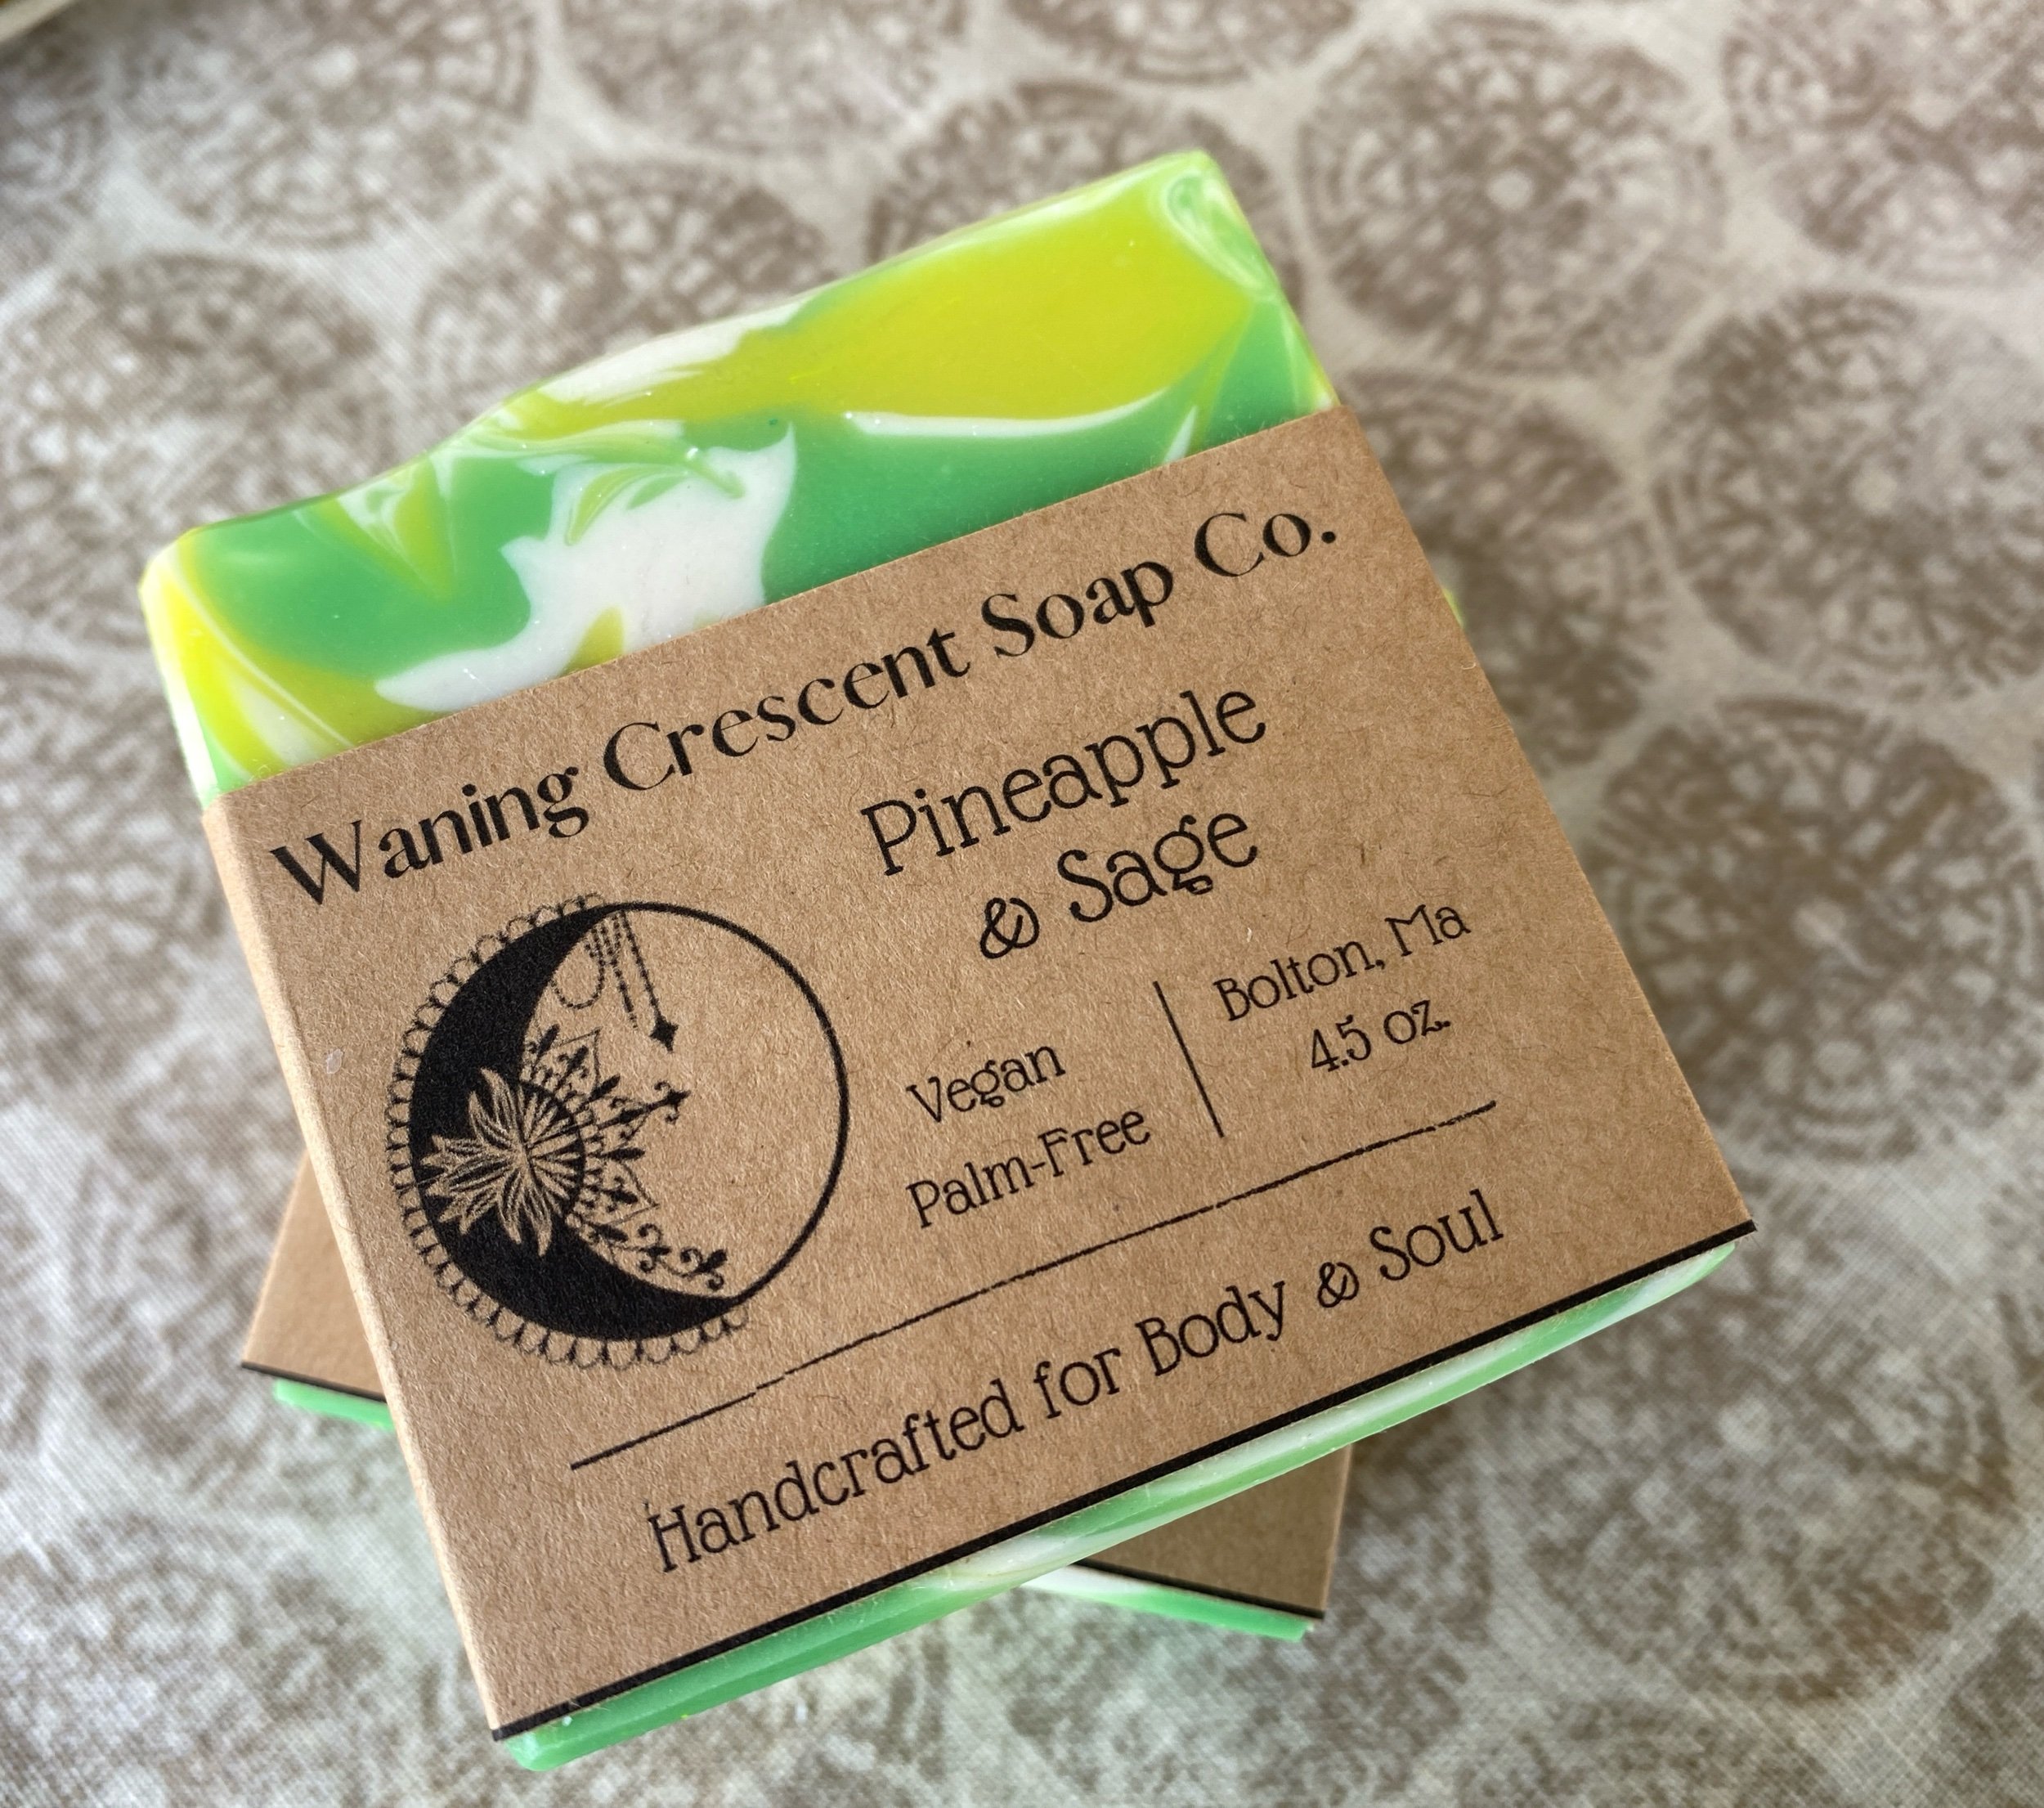 Waning Crescent Soap Co.
Pineapple
& Sage
Vegan
Palm-Free
Bolton, Ma
4.5 oz.
Handcrafted for Body & Soul